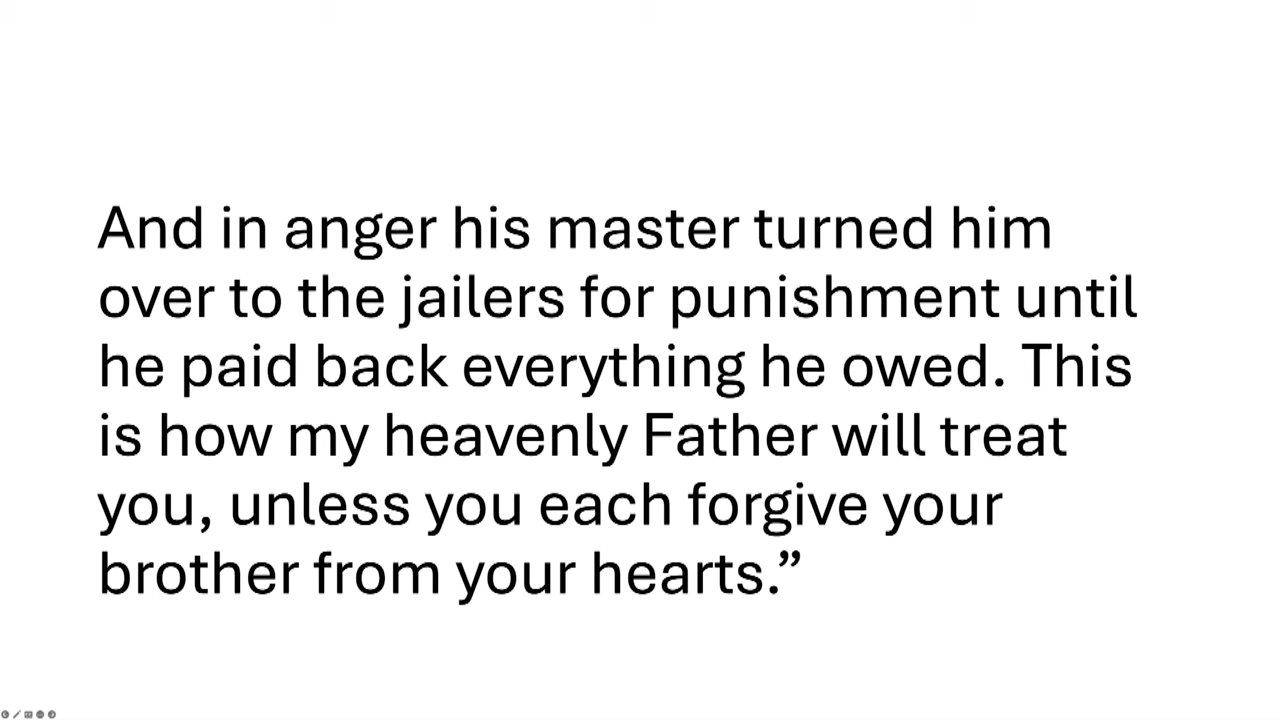 And in anger his master turned him
over to the jailers for punishment until
he paid back everything he owed. This
is how my heavenly Father will treat
you, unless you each forgive your
brother from your hearts.”